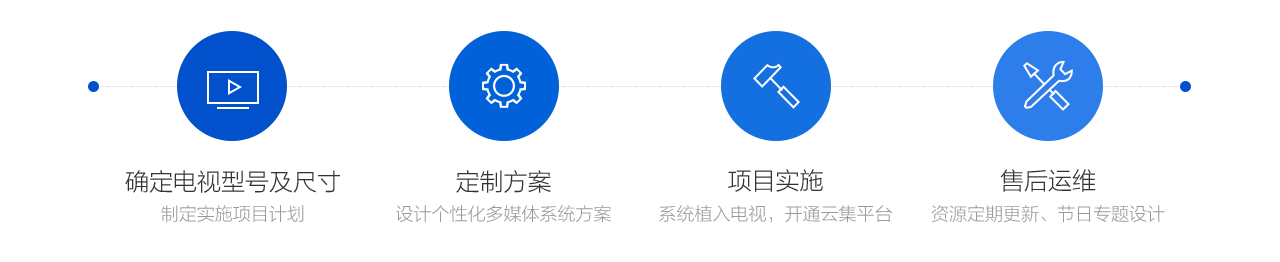 确定电视型号及尺寸
制定实施项目计划
定制方案
设计个性化多媒体系统方案
项目实施
系统植入电视，开通云集平台
售后运维
资源定期更新、节日专题设计